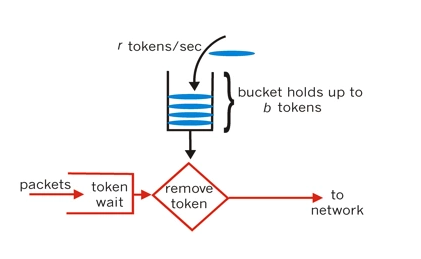 r tokens/sec
bucket holds up to
b tokens
packets
token
wait
remove
token
to
network